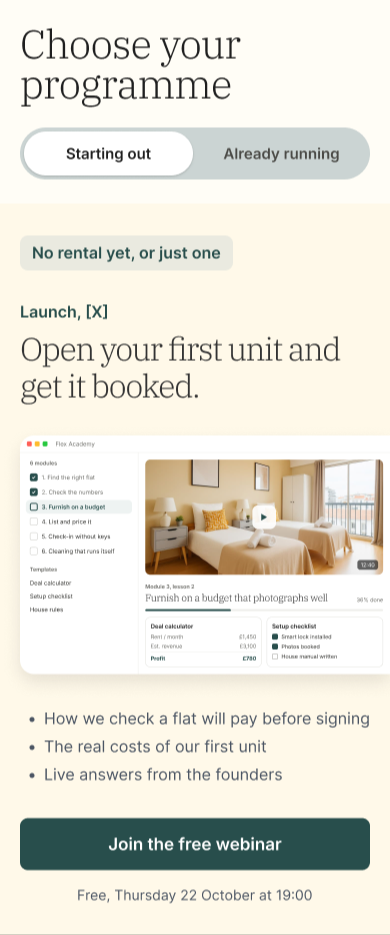 Choose your
programme
Starting out
Already running
No rental yet, or just one
Launch, [X]
Open your first unit and
get it booked.
Flex Academy
6 modules
1. Find the right flat
2. Check the numbers
3. Furnish on a budget
4. List and price it
5. Check-in without keys
6. Cleaning that runs itself
Templates
Deal calculator
Setup checklist
House rules
12:40
Module 3, lesson 2
Furnish on a budget that photographs well
36% done
Deal calculator
Rent / month £1,450
Est. revenue £3,100
Profit £780
Setup checklist
Smart lock installed
Photos booked
House manual written
• How we check a flat will pay before signing
• The real costs of our first unit
• Live answers from the founders
Join the free webinar
Free, Thursday 22 October at 19:00